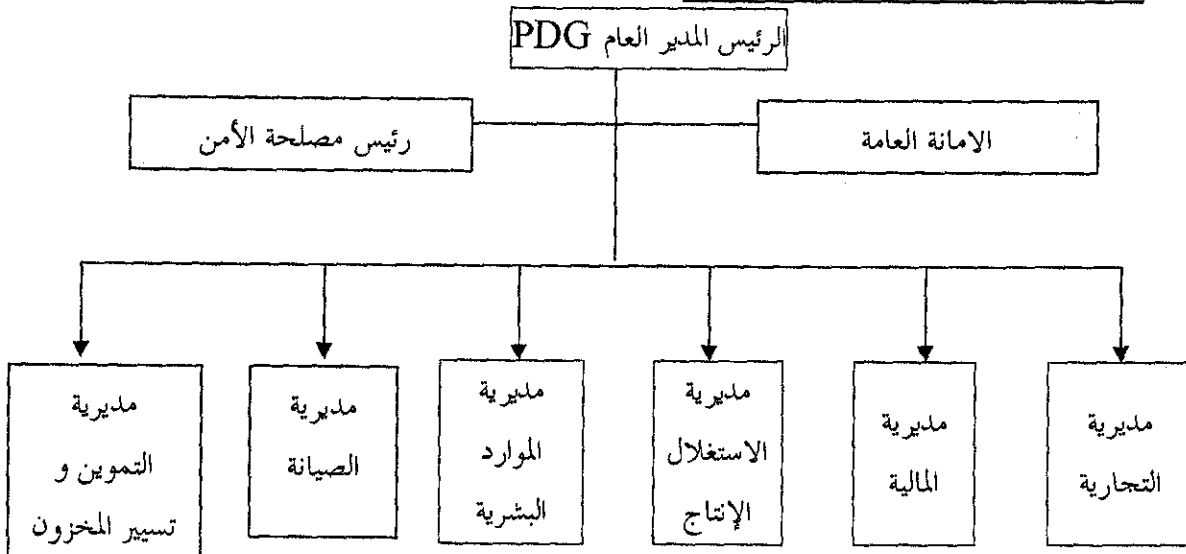 الرئيس المدير العام PDG
الامانة العامة
رئيس مصلحة الأمن
مديرية
التجارية
مديرية
المالية
مديرية
الاستغلال
الإنتاج
مديرية
الموارد
البشرية
مديرية
الصيانة
مديرية
التموين و
تسيير المخزون